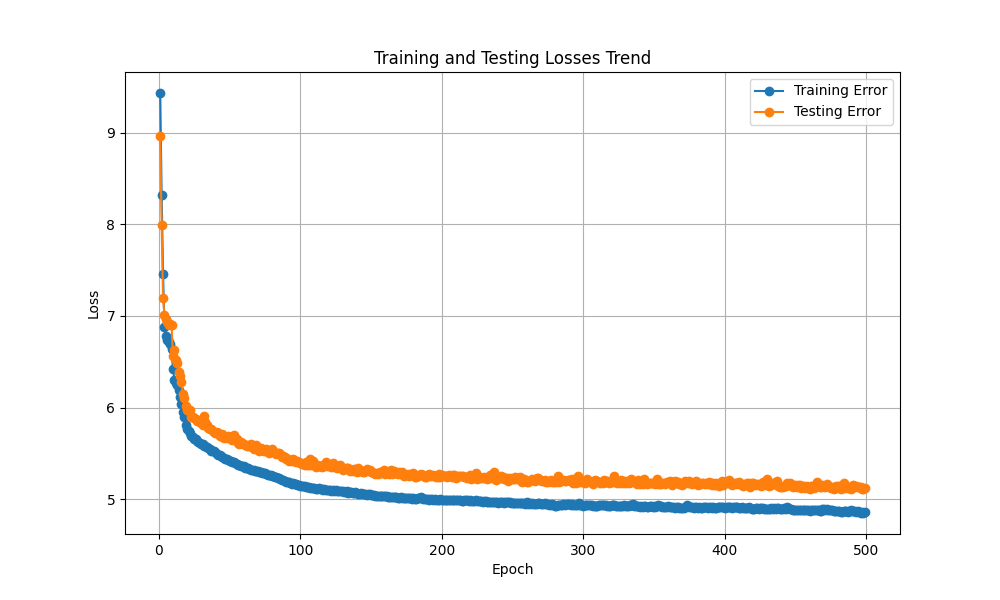 Training and Testing Losses Trend
Training Error
Testing Error
9
8
7
6
5
Loss
0 100 200 300 400 500
Epoch